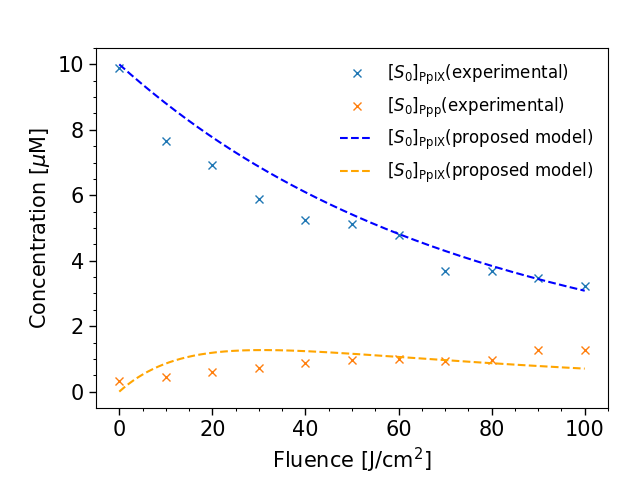 10
8
6
4
2
0
0 20 40 60 80 100
Concentration [μM]
Fluence [J/cm²]
[S₀]PpIX(experimental)
[S₀]Ppp(experimental)
[S₀]PpIX(proposed model)
[S₀]PpIX(proposed model)